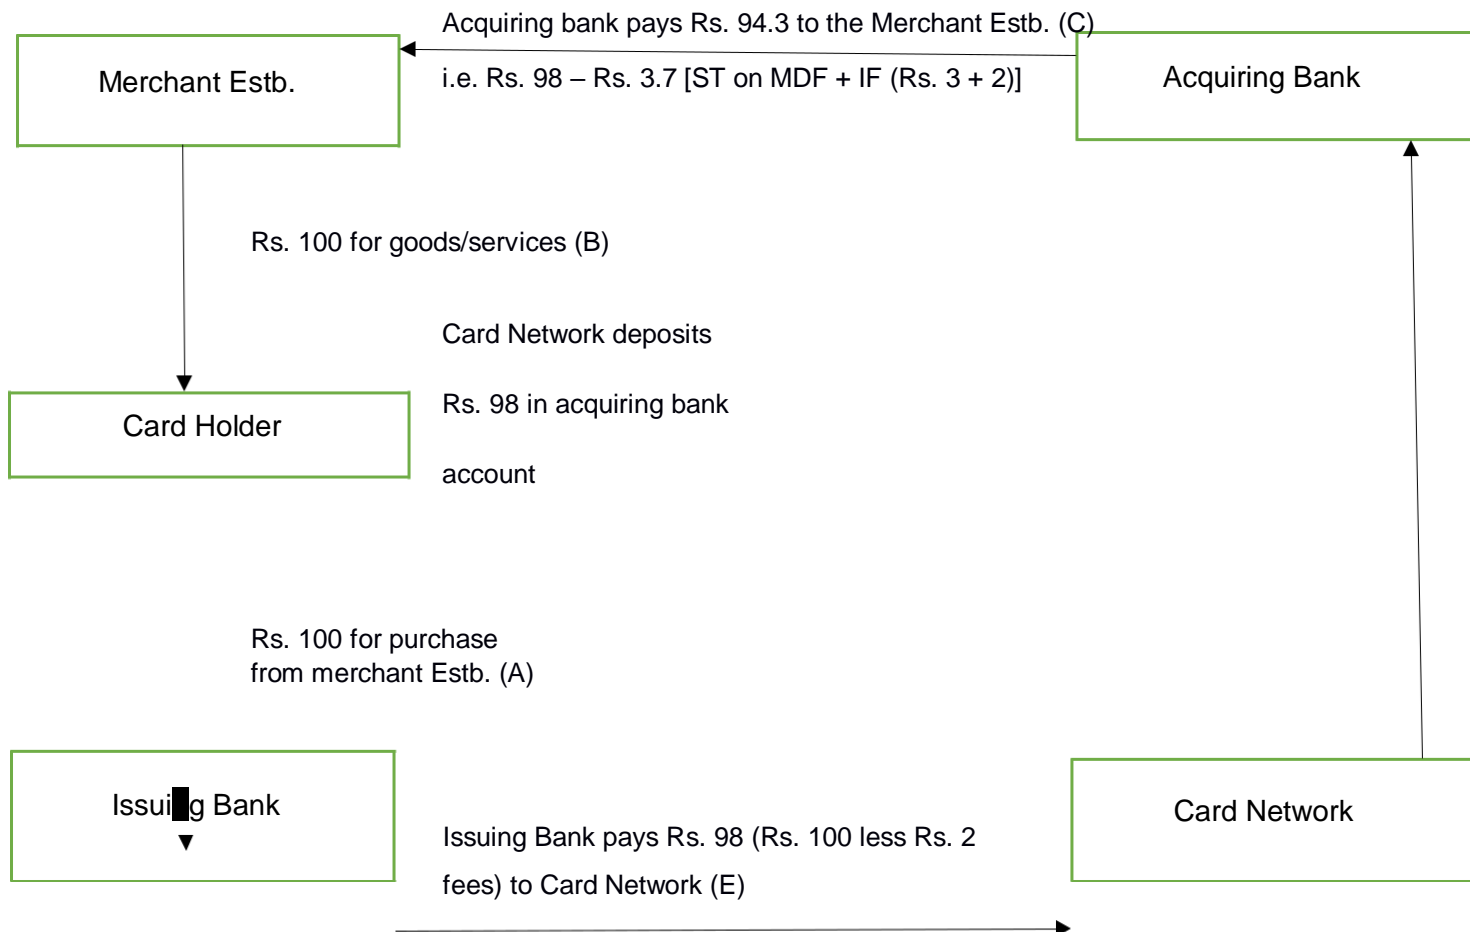 Acquiring bank pays Rs. 94.3 to the Merchant Estb. (C)
Merchant Estb.
i.e. Rs. 98 – Rs. 3.7 [ST on MDF + IF (Rs. 3 + 2)]
Acquiring Bank
Rs. 100 for goods/services (B)
Card Network deposits
Card Holder
Rs. 98 in acquiring bank
account
Rs. 100 for purchase
from merchant Estb. (A)
Issuing Bank
Card Network
Issuing Bank pays Rs. 98 (Rs. 100 less Rs. 2
fees) to Card Network (E)